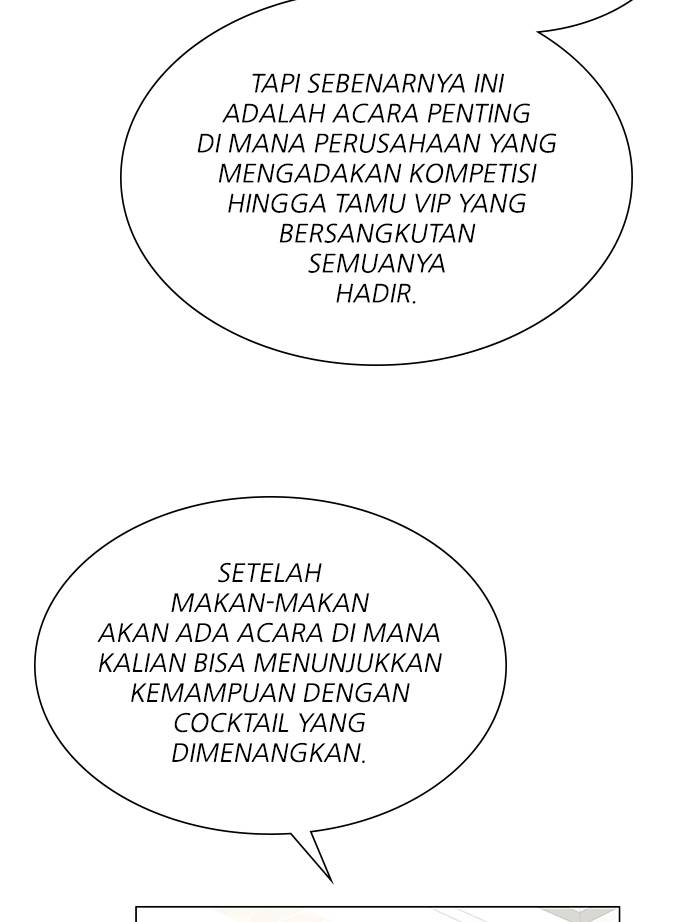 TAPI SEBENARNYA INI
ADALAH ACARA PENTING
DI MANA PERUSAHAAN YANG
MENGADAKAN KOMPETISI
HINGGA TAMU VIP YANG
BERSANGKUTAN
SEMUANYA
HADIR.
SETELAH
MAKAN-MAKAN
AKAN ADA ACARA DI MANA
KALIAN BISA MENUNJUKKAN
KEMAMPUAN DENGAN
COCKTAIL YANG
DIMENANGKAN.